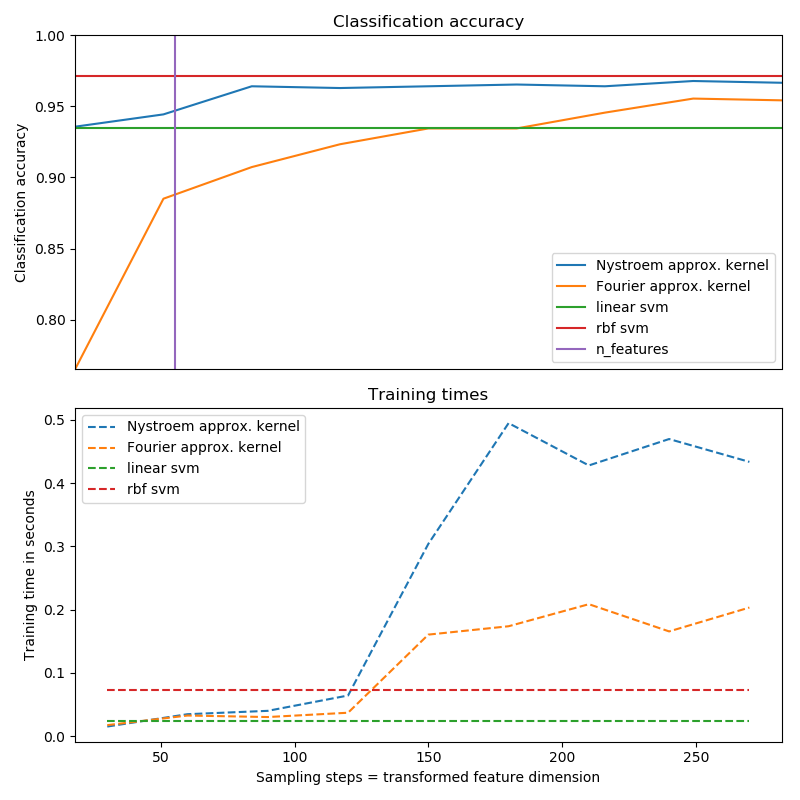 Classification accuracy
1.00
0.95
0.90
0.85
0.80
Classification accuracy
Nystroem approx. kernel
Fourier approx. kernel
linear svm
rbf svm
n_features
Training times
0.5
0.4
0.3
0.2
0.1
0.0
Training time in seconds
Nystroem approx. kernel
Fourier approx. kernel
linear svm
rbf svm
50 100 150 200 250
Sampling steps = transformed feature dimension